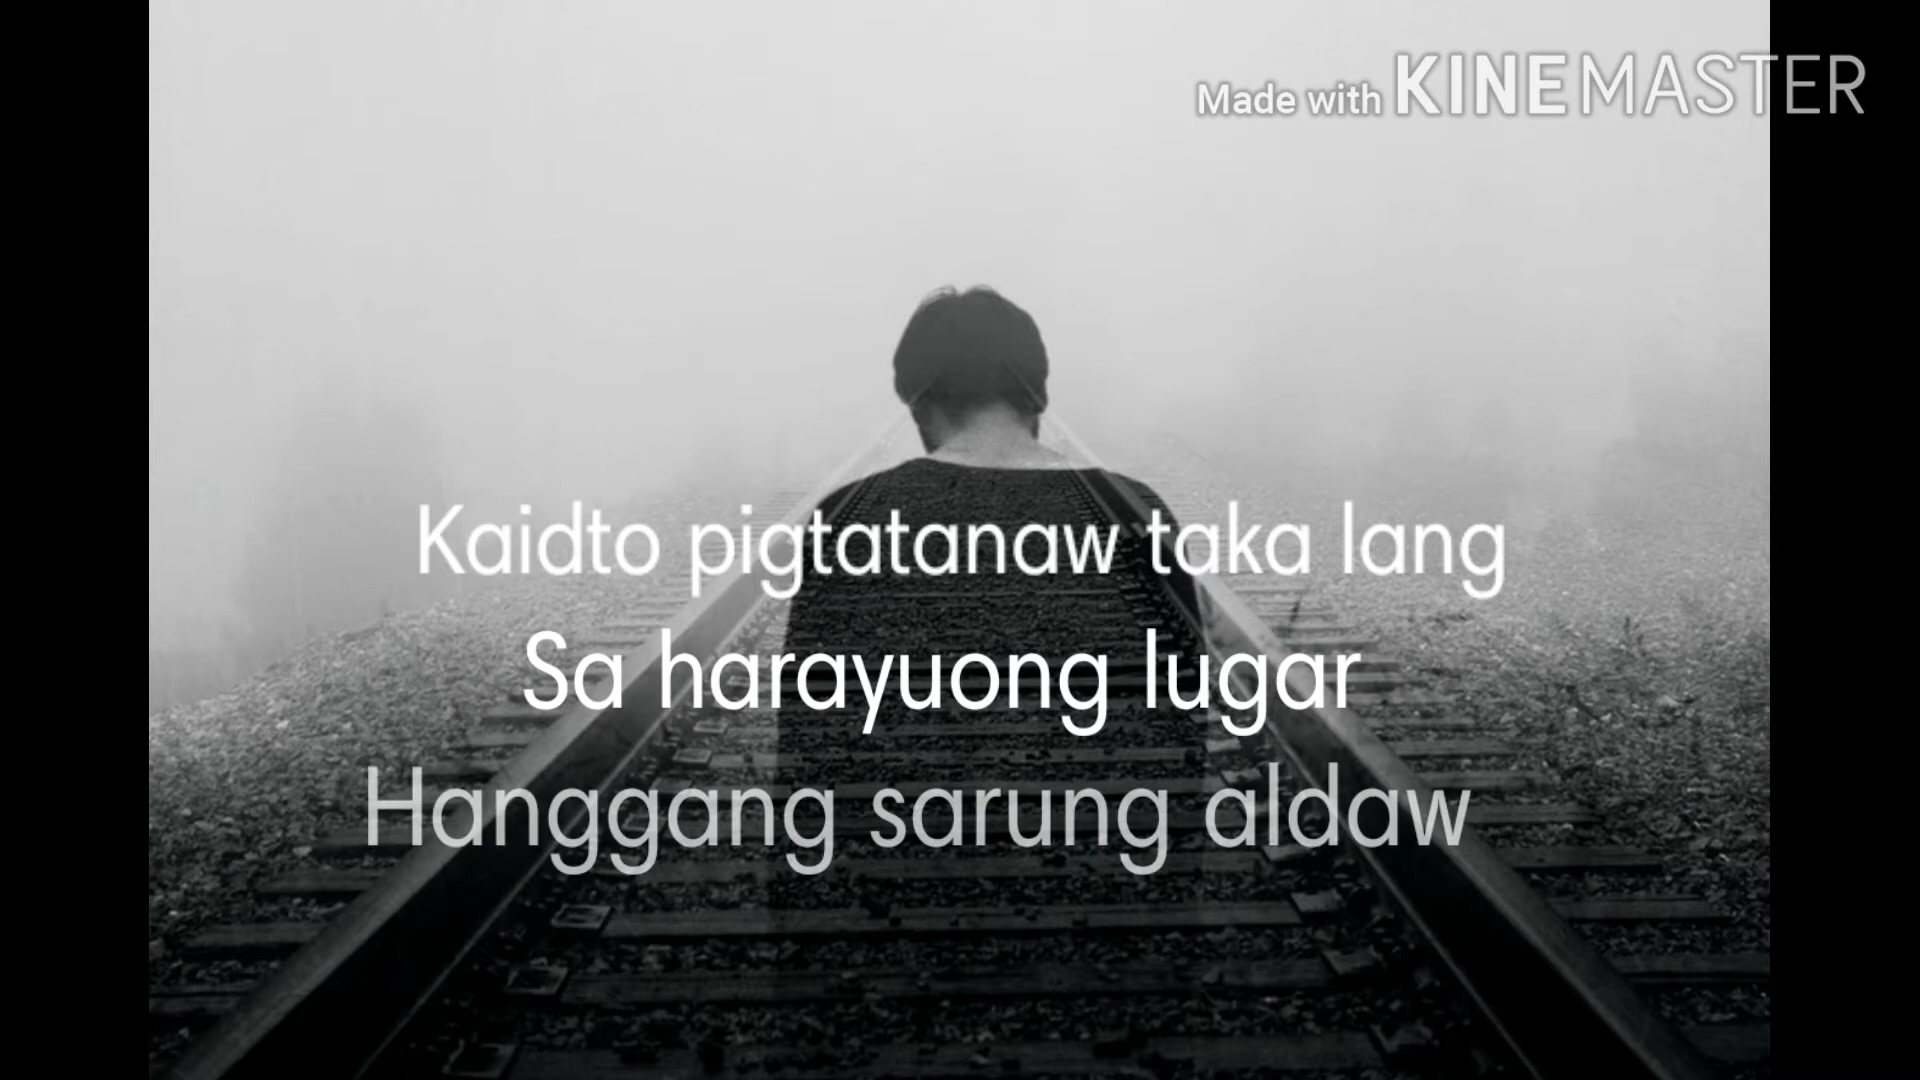 Made with KINEMASTER
Kaidto pigtatanaw taka lang
Sa harayuong lugar
Hanggang sarung aldaw